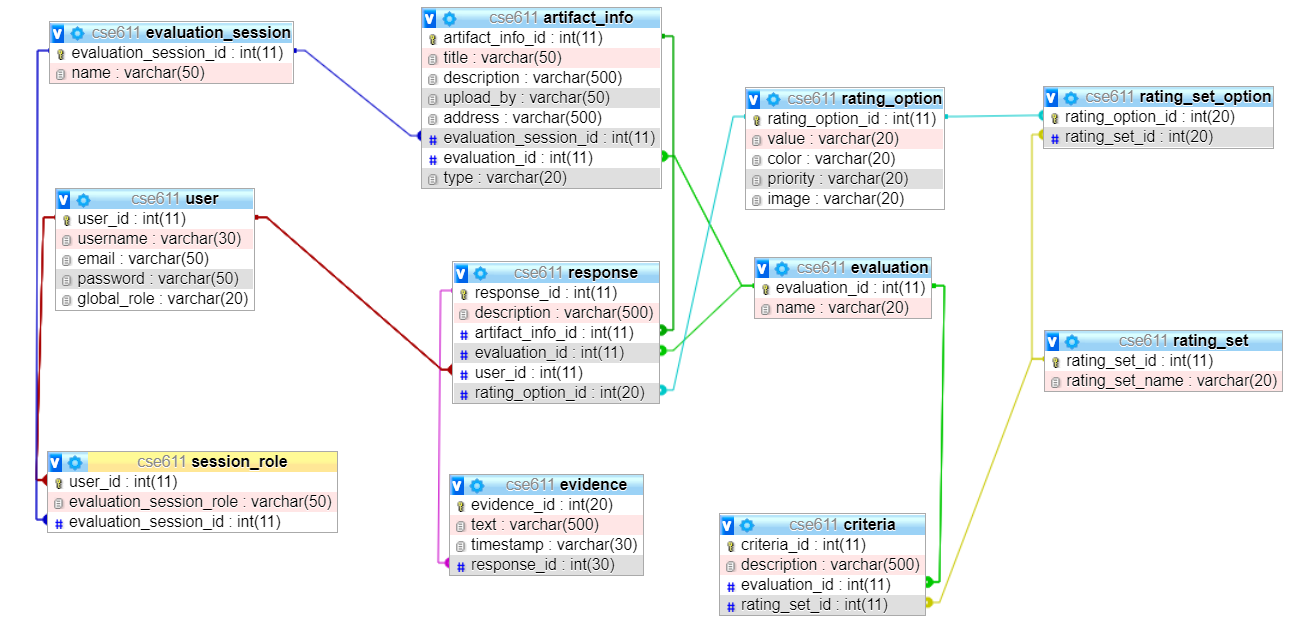 cse611 evaluation_session
evaluation_session_id : int(11)
name : varchar(50)
cse611 artifact_info
artifact_info_id : int(11)
title : varchar(50)
description : varchar(500)
upload_by : varchar(50)
address : varchar(500)
evaluation_session_id : int(11)
evaluation_id : int(11)
type : varchar(20)
cse611 rating_option
rating_option_id : int(11)
value : varchar(20)
color : varchar(20)
priority : varchar(20)
image : varchar(20)
cse611 rating_set_option
rating_option_id : int(20)
rating_set_id : int(20)
cse611 user
user_id : int(11)
username : varchar(30)
email : varchar(50)
password : varchar(50)
global_role : varchar(20)
cse611 response
response_id : int(11)
description : varchar(500)
artifact_info_id : int(11)
evaluation_id : int(11)
user_id : int(11)
rating_option_id : int(20)
cse611 evaluation
evaluation_id : int(11)
name : varchar(20)
cse611 rating_set
rating_set_id : int(11)
rating_set_name : varchar(20)
cse611 session_role
user_id : int(11)
evaluation_session_role : varchar(50)
evaluation_session_id : int(11)
cse611 evidence
evidence_id : int(20)
text : varchar(500)
timestamp : varchar(30)
response_id : int(30)
cse611 criteria
criteria_id : int(11)
description : varchar(500)
evaluation_id : int(11)
rating_set_id : int(11)